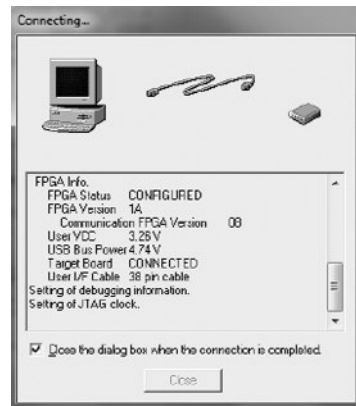 Connecting...
FPGA Info.
FPGA Status CONFIGURED
FPGA Version 1A
Communication FPGA Version 0B
User VCC 3.26 V
USB Bus Power 4.74 V
Target Board CONNECTED
User I/F Cable 38 pin cable
Setting of debugging information.
Setting of JTAG clock.
Close the dialog box when the connection is completed.
Close